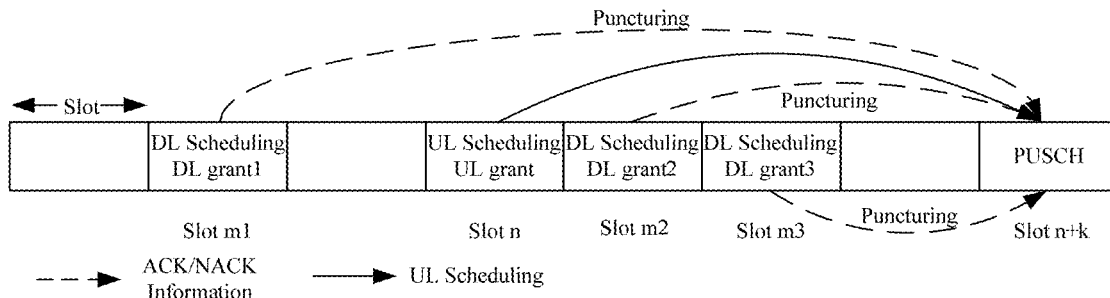 Puncturing
Slot
Puncturing
DL Scheduling
DL grant1
UL Scheduling
UL grant
DL Scheduling
DL grant2
DL Scheduling
DL grant3
PUSCH
Puncturing
Slot m1
Slot n
Slot m2
Slot m3
Slot n+k
ACK/NACK
Information
UL Scheduling